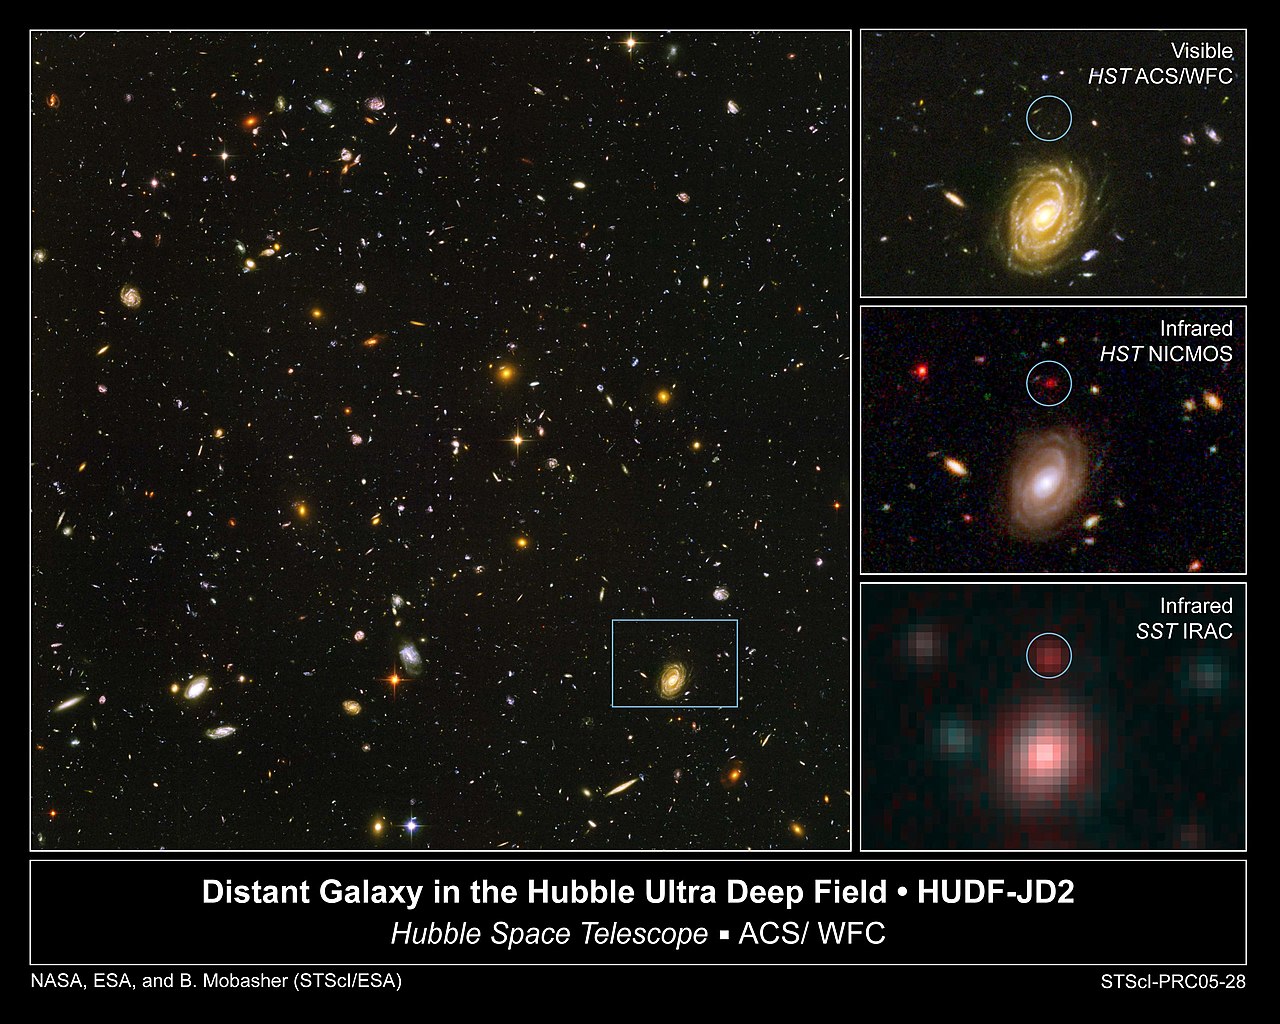 Visible
HST ACS/WFC
Infrared
HST NICMOS
Infrared
SST IRAC
Distant Galaxy in the Hubble Ultra Deep Field • HUDF-JD2
Hubble Space Telescope ▪ ACS/ WFC
NASA, ESA, and B. Mobasher (STScI/ESA)
STScI-PRC05-28